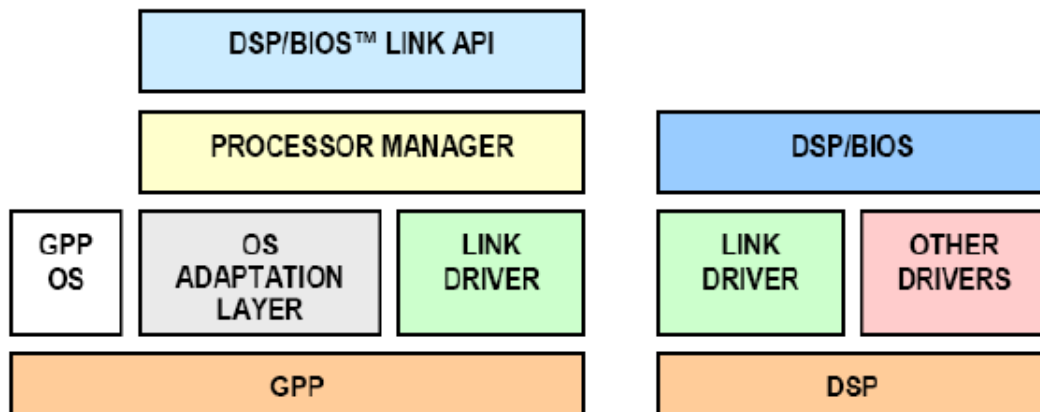 DSP/BIOS™ LINK API
PROCESSOR MANAGER
DSP/BIOS
GPP
OS
OS
ADAPTATION
LAYER
LINK
DRIVER
LINK
DRIVER
OTHER
DRIVERS
GPP
DSP